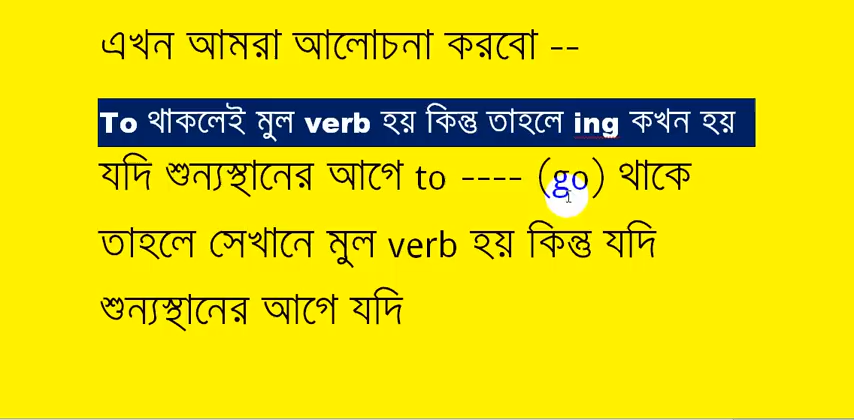 এখন আমরা আলোচনা করবো --
To থাকলেই মুল verb হয় কিন্তু তাহলে ing কখন হয়
যদি শুন্যস্থানের আগে to ---- (go) থাকে
তাহলে সেখানে মুল verb হয় কিন্তু যদি
শুন্যস্থানের আগে যদি